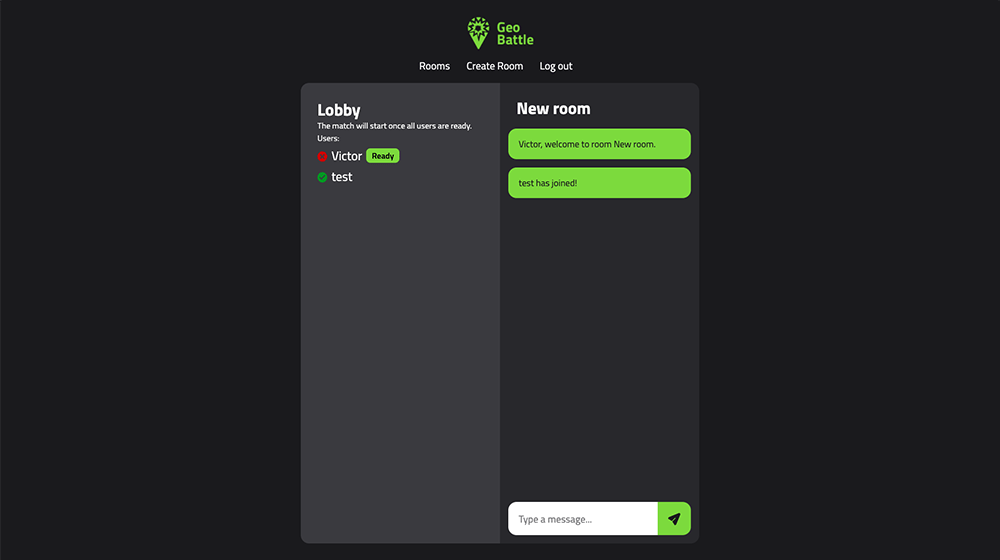 Geo
Battle
Rooms Create Room Log out
Lobby
The match will start once all users are ready.
Users:
Victor Ready
test
New room
Victor, welcome to room New room.
test has joined!
Type a message...